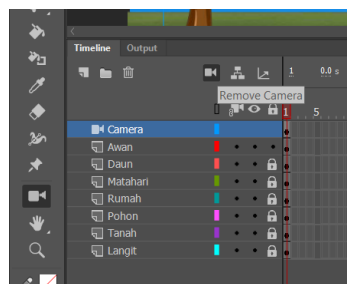 Timeline Output
1 0.0 s
Remove Camera
1 5
Camera
Awan
Daun
Matahari
Rumah
Pohon
Tanah
Langit